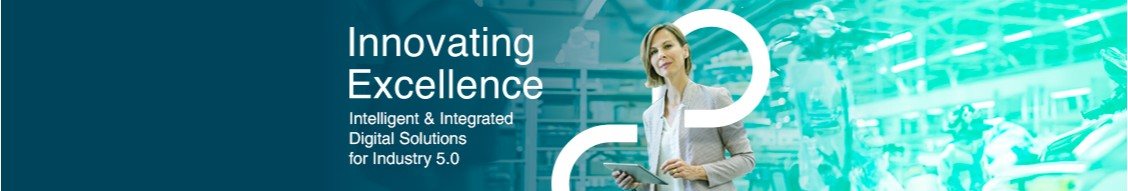 Innovating
Excellence
Intelligent & Integrated
Digital Solutions
for Industry 5.0